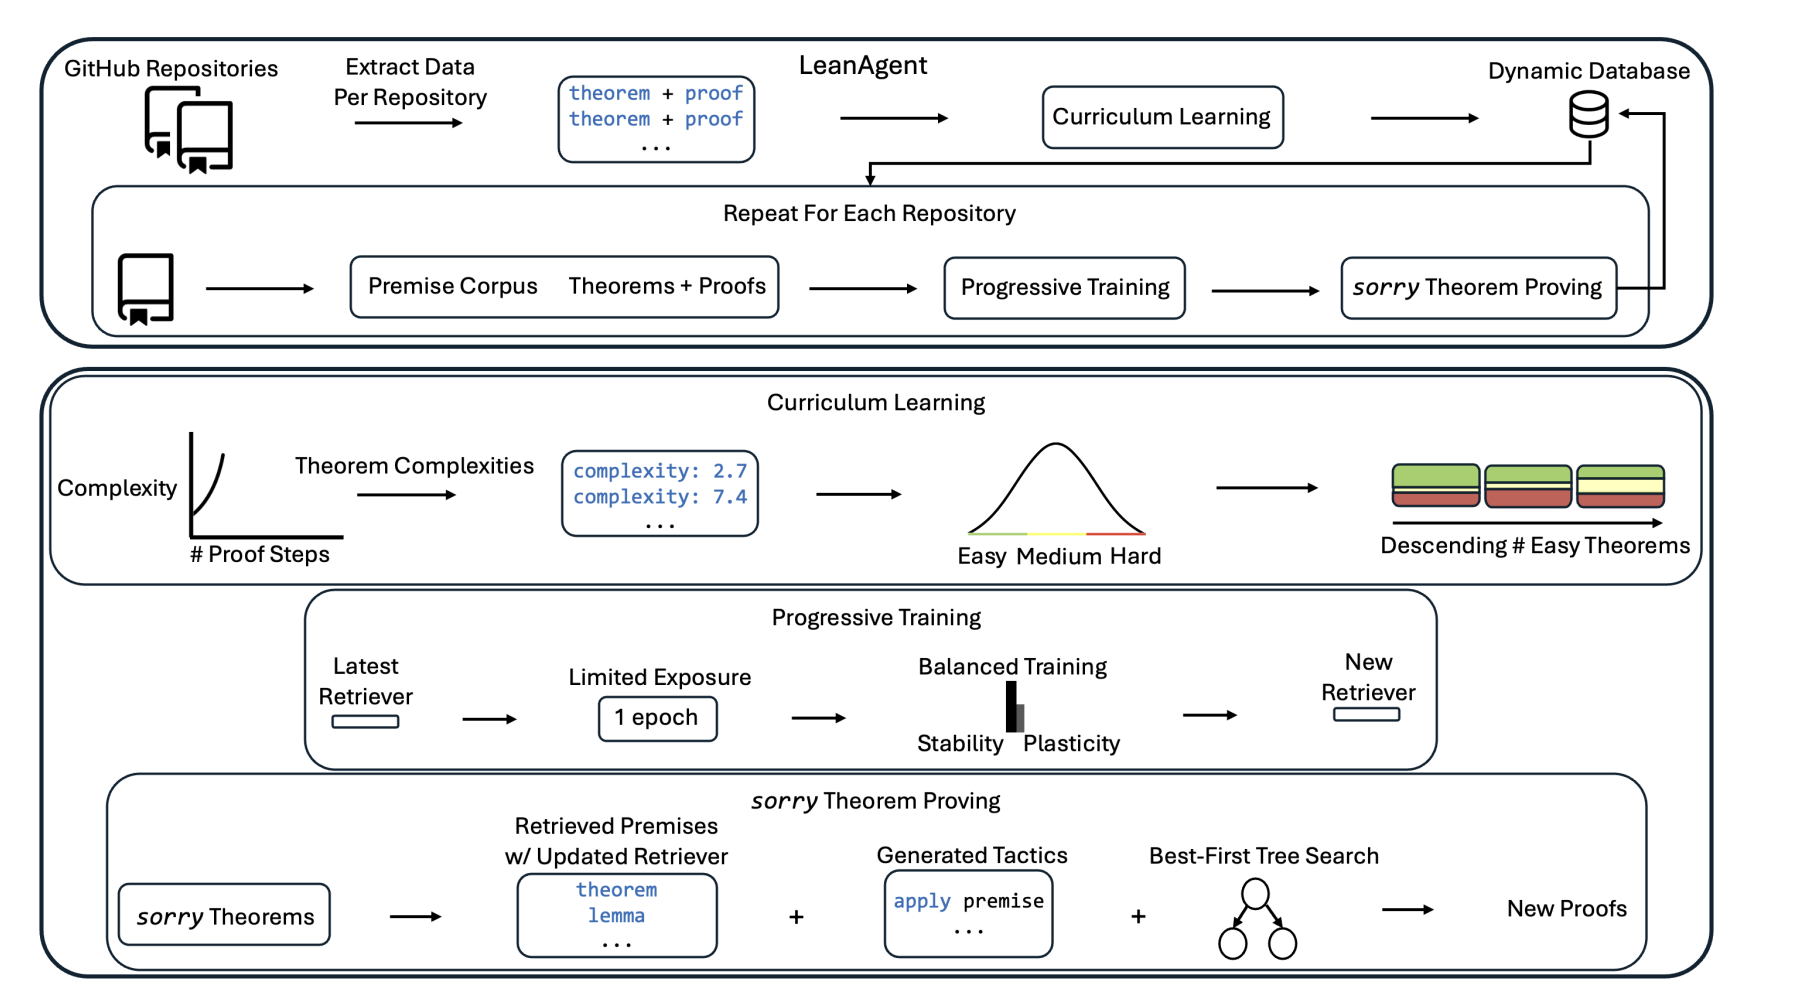 LeanAgent
GitHub Repositories
Extract Data
Per Repository
theorem + proof
theorem + proof
...
Curriculum Learning
Dynamic Database
Repeat For Each Repository
Premise Corpus Theorems + Proofs
Progressive Training
sorry Theorem Proving
Curriculum Learning
Complexity
# Proof Steps
Theorem Complexities
complexity: 2.7
complexity: 7.4
...
Easy Medium Hard
Descending # Easy Theorems
Progressive Training
Latest
Retriever
Limited Exposure
1 epoch
Balanced Training
Stability Plasticity
New
Retriever
sorry Theorem Proving
sorry Theorems
Retrieved Premises
w/ Updated Retriever
theorem
lemma
...
+
Generated Tactics
apply premise
...
+
Best-First Tree Search
New Proofs